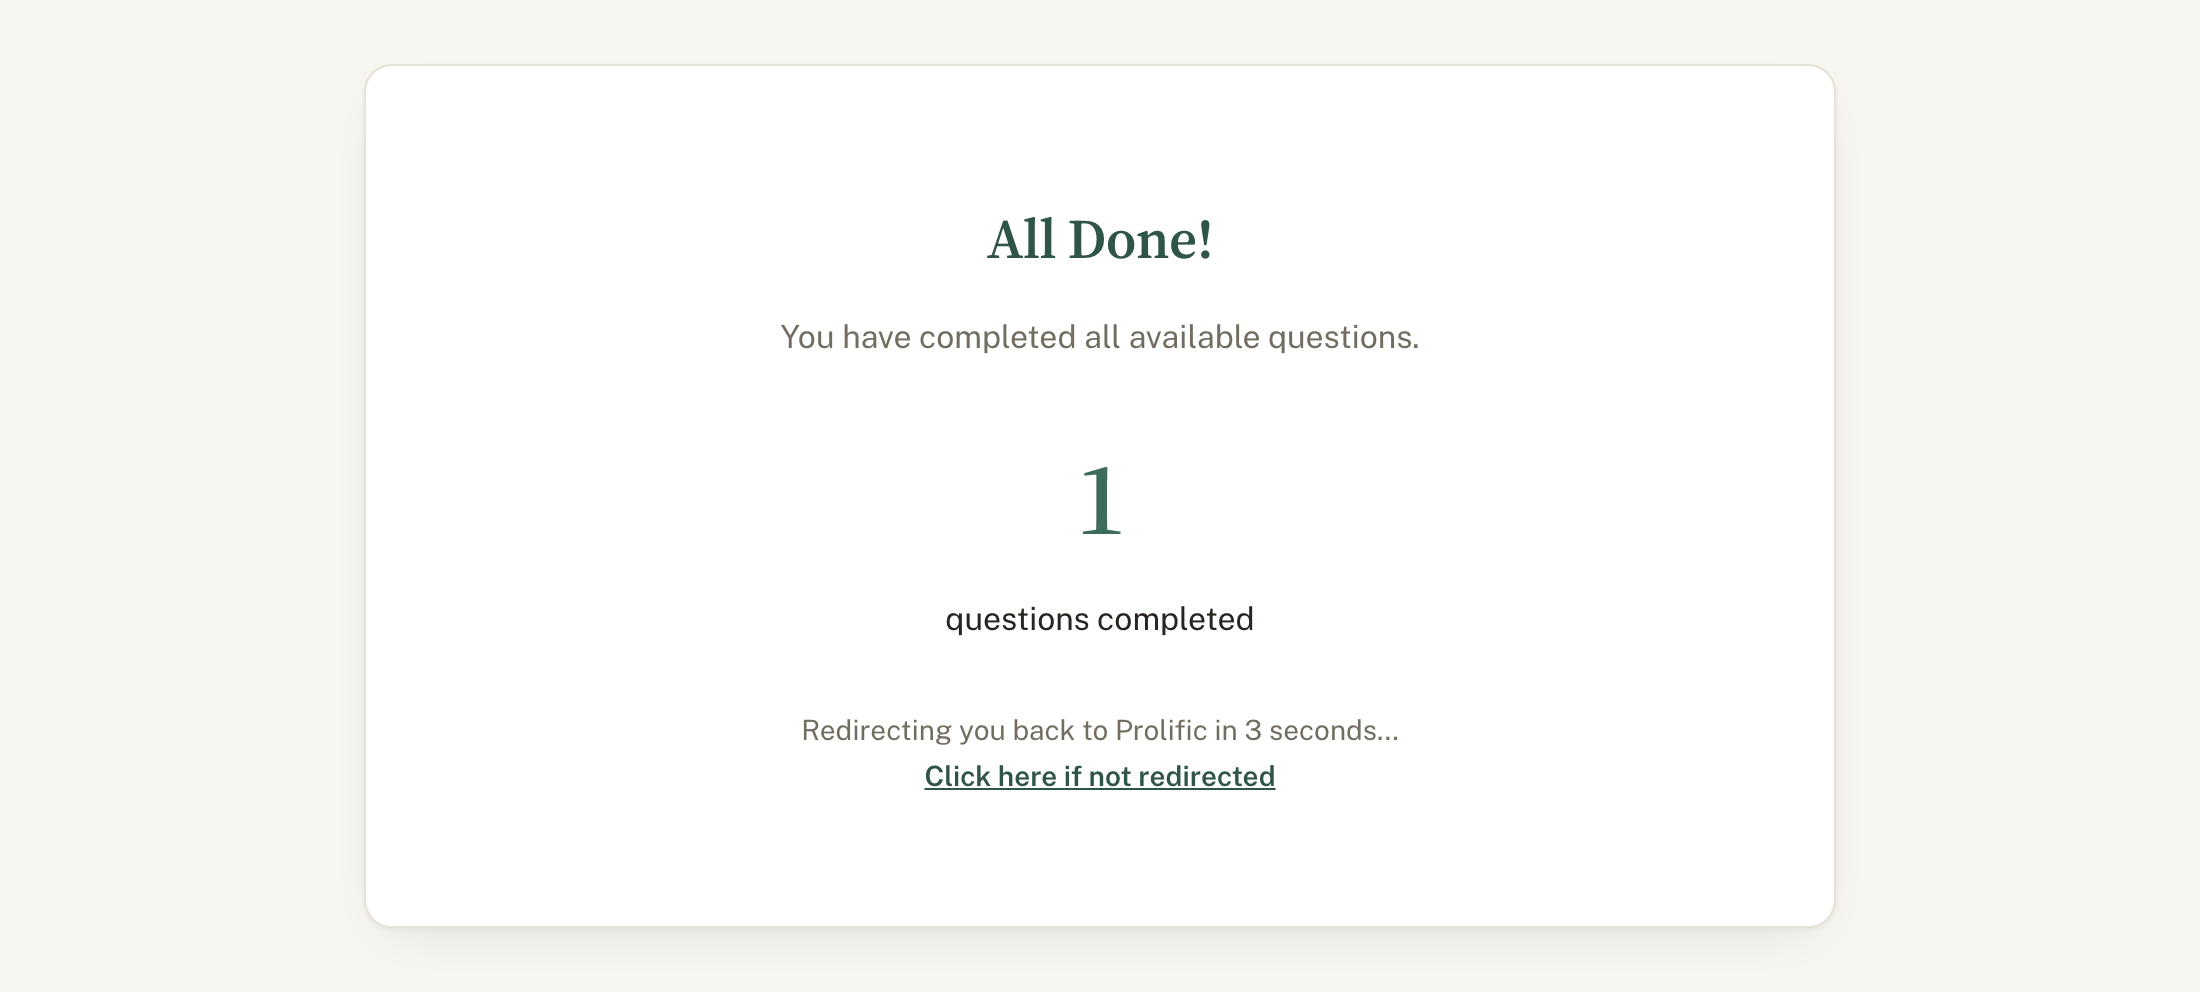 All Done!
You have completed all available questions.
1
questions completed
Redirecting you back to Prolific in 3 seconds...
Click here if not redirected